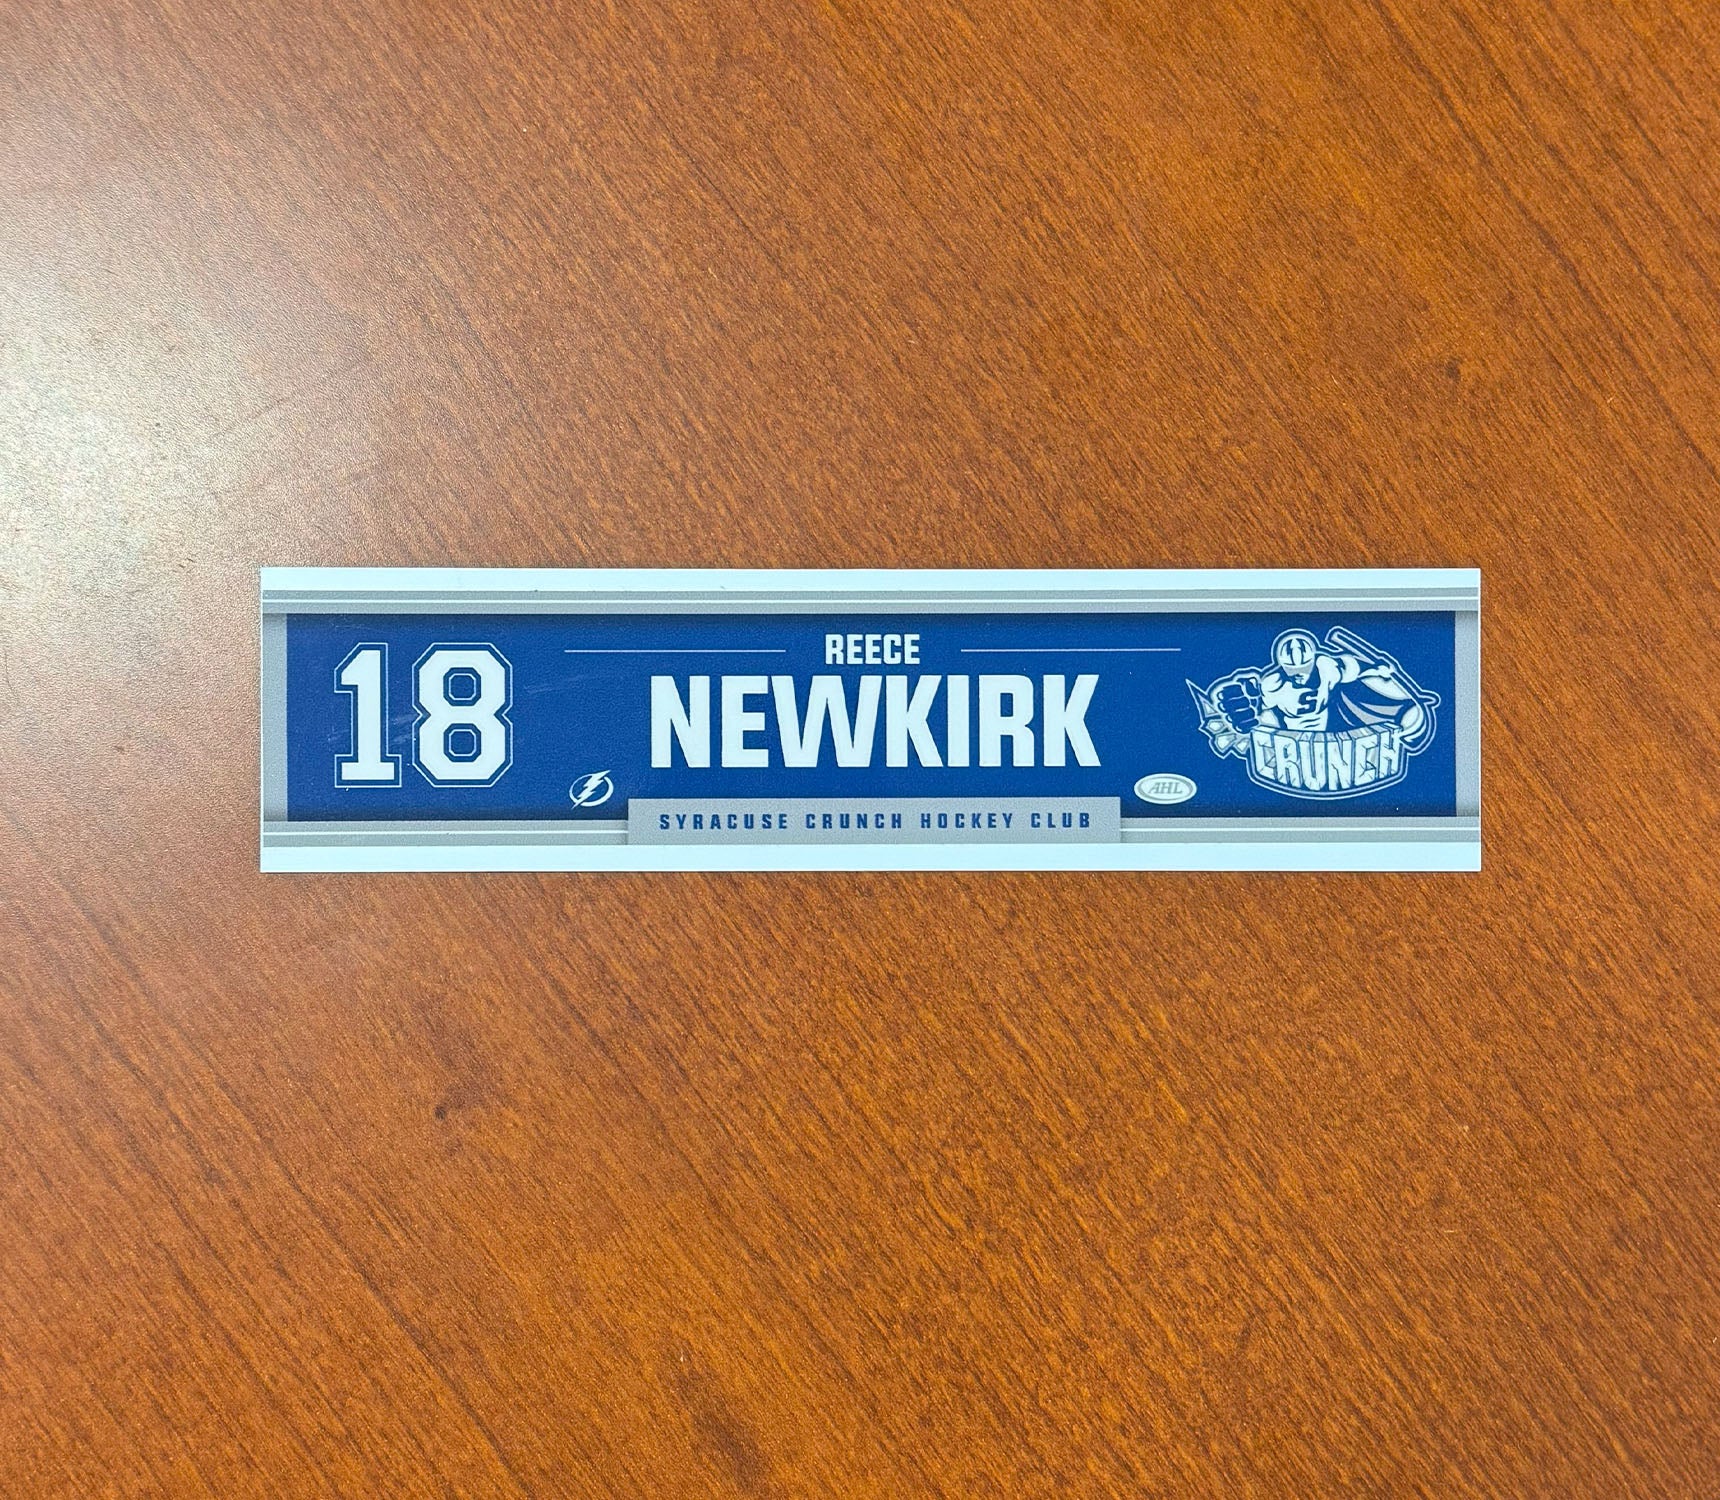 18
REECE
NEWKIRK
S
CRUNCH
AHL
SYRACUSE CRUNCH HOCKEY CLUB